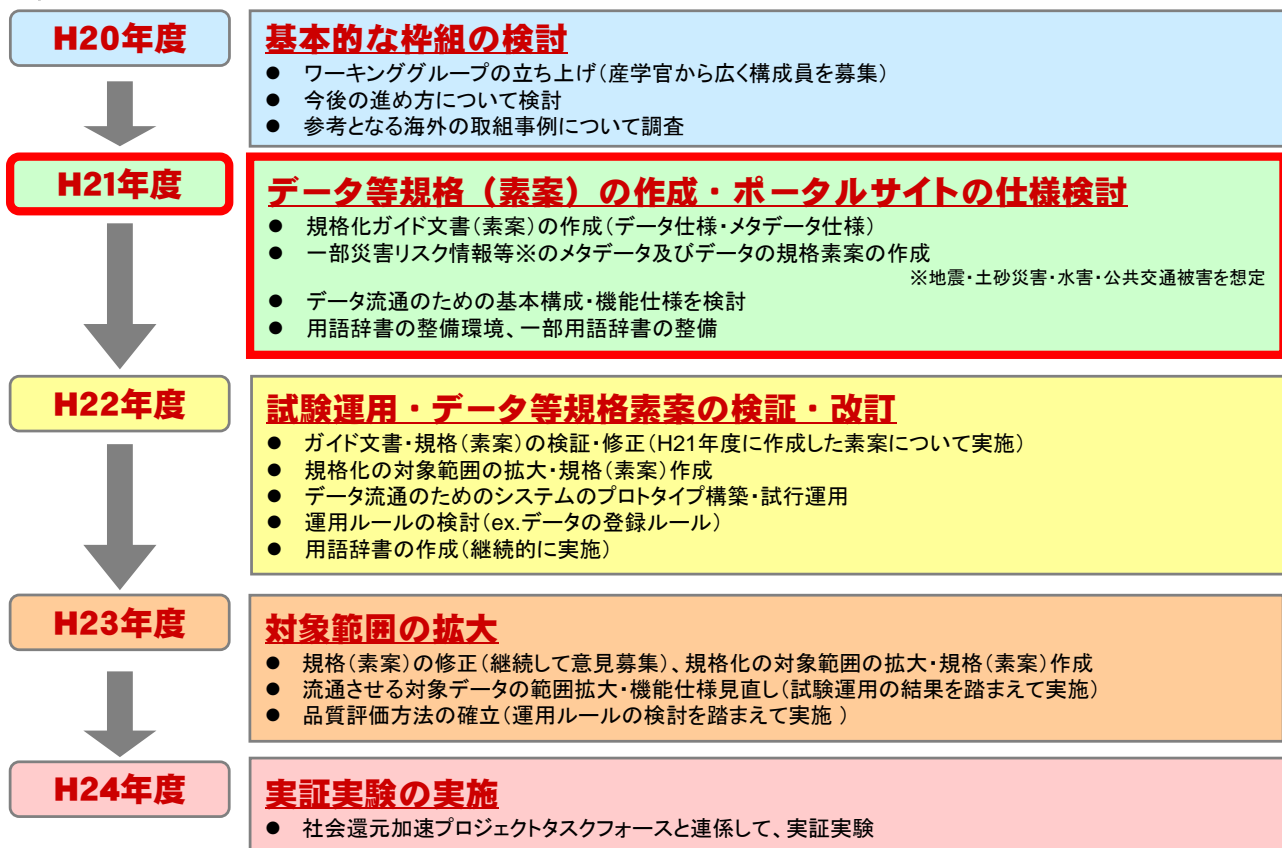 H20年度
基本的な枠組の検討
● ワーキンググループの立ち上げ(産学官から広く構成員を募集)
● 今後の進め方について検討
● 参考となる海外の取組事例について調査
H21年度
データ等規格（素案）の作成・ポータルサイトの仕様検討
● 規格化ガイド文書(素案)の作成(データ仕様・メタデータ仕様)
● 一部災害リスク情報等※のメタデータ及びデータの規格素案の作成
※地震・土砂災害・水害・公共交通被害を想定
● データ流通のための基本構成・機能仕様を検討
● 用語辞書の整備環境、一部用語辞書の整備
H22年度
試験運用・データ等規格素案の検証・改訂
● ガイド文書・規格(素案)の検証・修正(H21年度に作成した素案について実施)
● 規格化の対象範囲の拡大・規格(素案)作成
● データ流通のためのシステムのプロトタイプ構築・試行運用
● 運用ルールの検討(ex.データの登録ルール)
● 用語辞書の作成(継続的に実施)
H23年度
対象範囲の拡大
● 規格(素案)の修正(継続して意見募集)、規格化の対象範囲の拡大・規格(素案)作成
● 流通させる対象データの範囲拡大・機能仕様見直し(試験運用の結果を踏まえて実施)
● 品質評価方法の確立(運用ルールの検討を踏まえて実施 )
H24年度
実証実験の実施
● 社会還元加速プロジェクトタスクフォースと連係して、実証実験